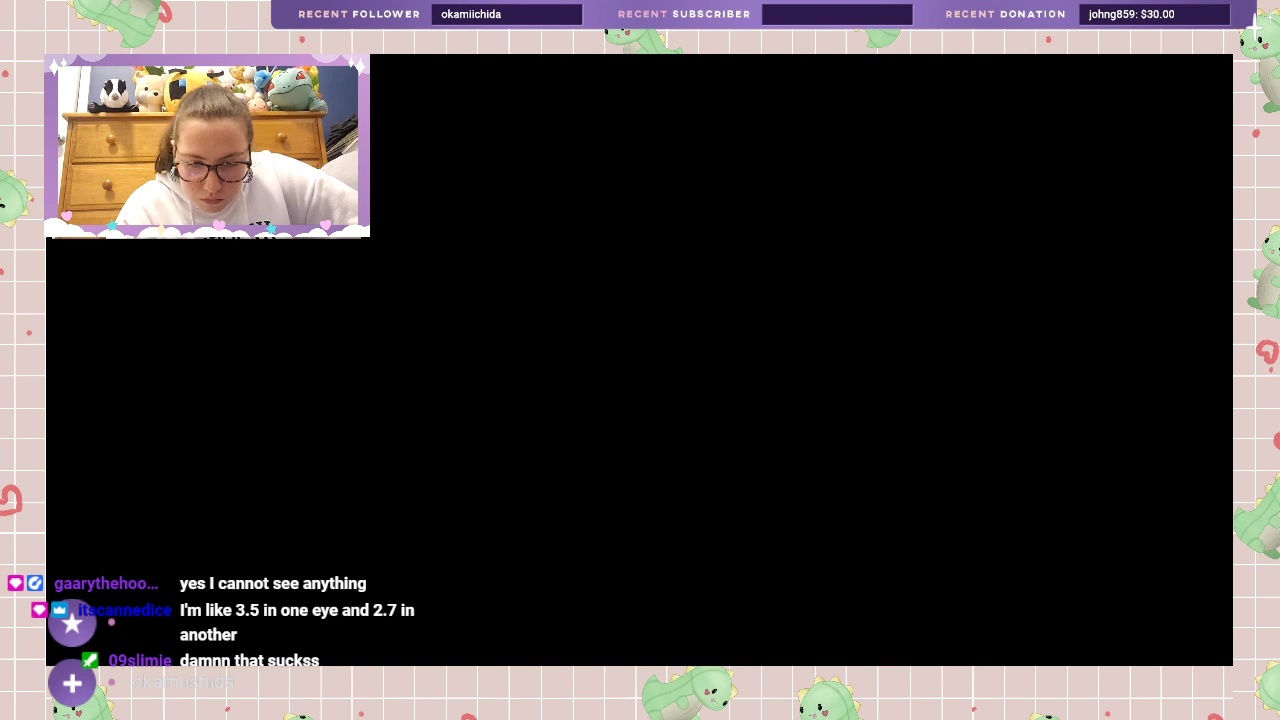 RECENT FOLLOWER okamiichida RECENT SUBSCRIBER RECENT DONATION johng859: $30.00
gaarythehoo... yes I cannot see anything
itscannedice I'm like 3.5 in one eye and 2.7 in
another
09slimie damnn that suckss
okamiichida